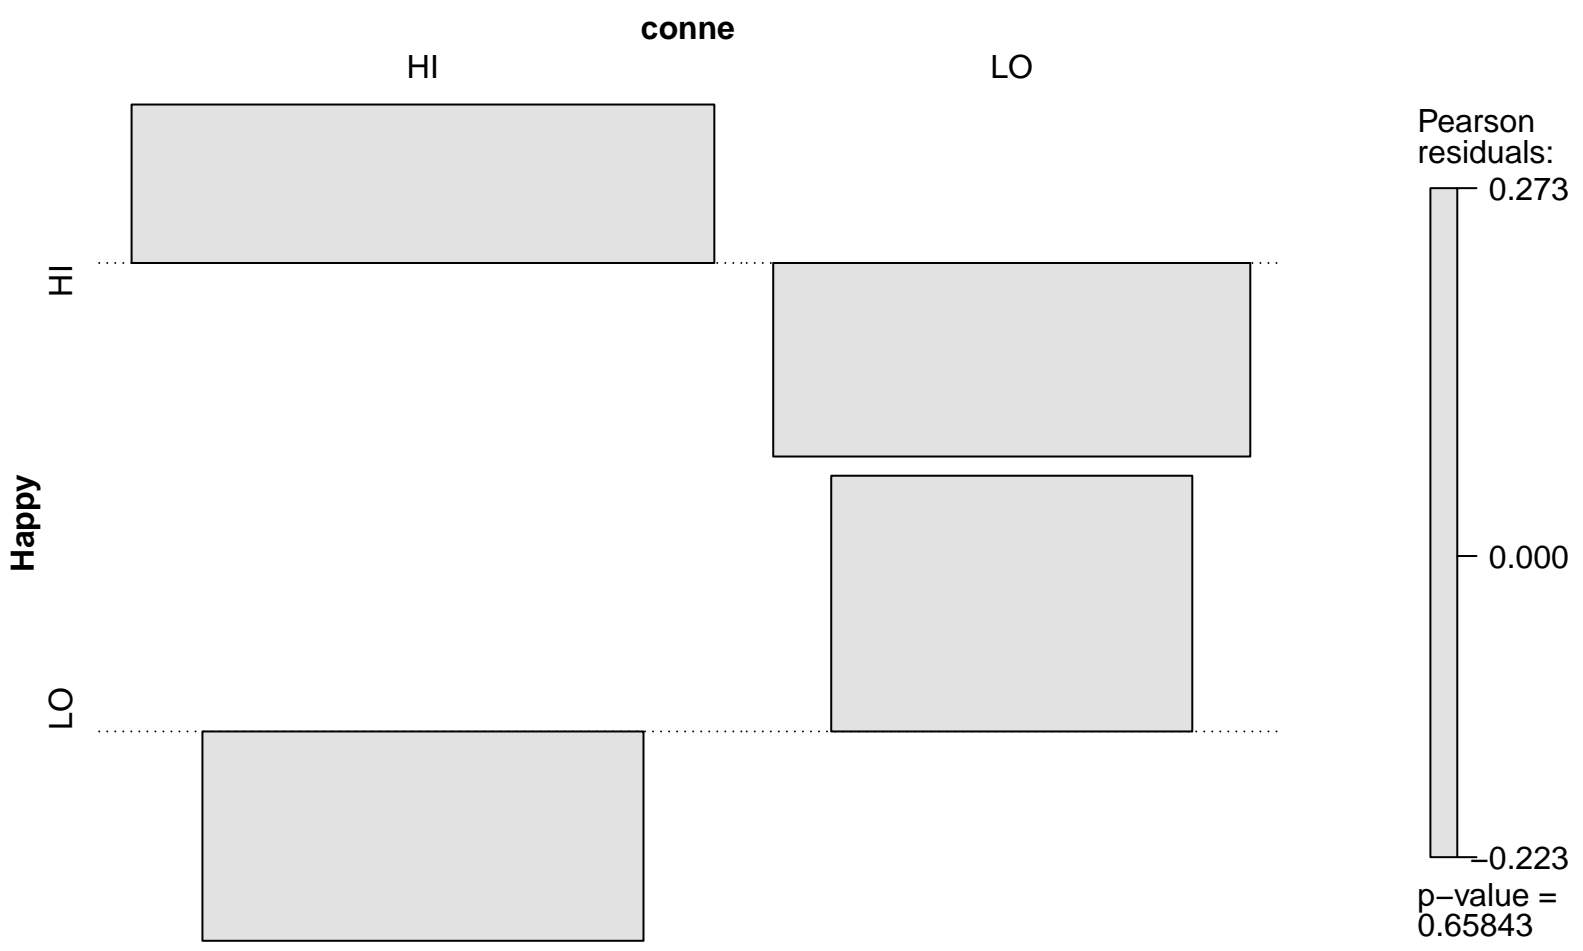 conne
HI
LO
Pearson
residuals:
0.273
HI
Happy
0.000
LO
−0.223
p−value =
0.65843